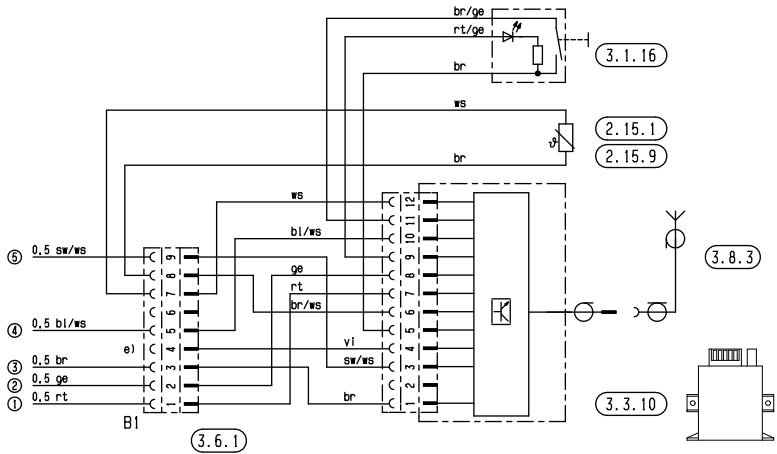 br/ge
rt/ge
3.1.16
br
ws
2.15.1
ϑ
br
2.15.9
ws
12
11
bl/ws
10
5 0.5 sw/ws
9
9
3.8.3
8
ge
8
7
rt
7
6
br/ws
6
4 0.5 bl/ws
5
5
e)
4
vi
4
3 0.5 br
3
sw/ws
3
2 0.5 ge
2
2
1 0.5 rt
1
br
1
3.3.10
B1
3.6.1